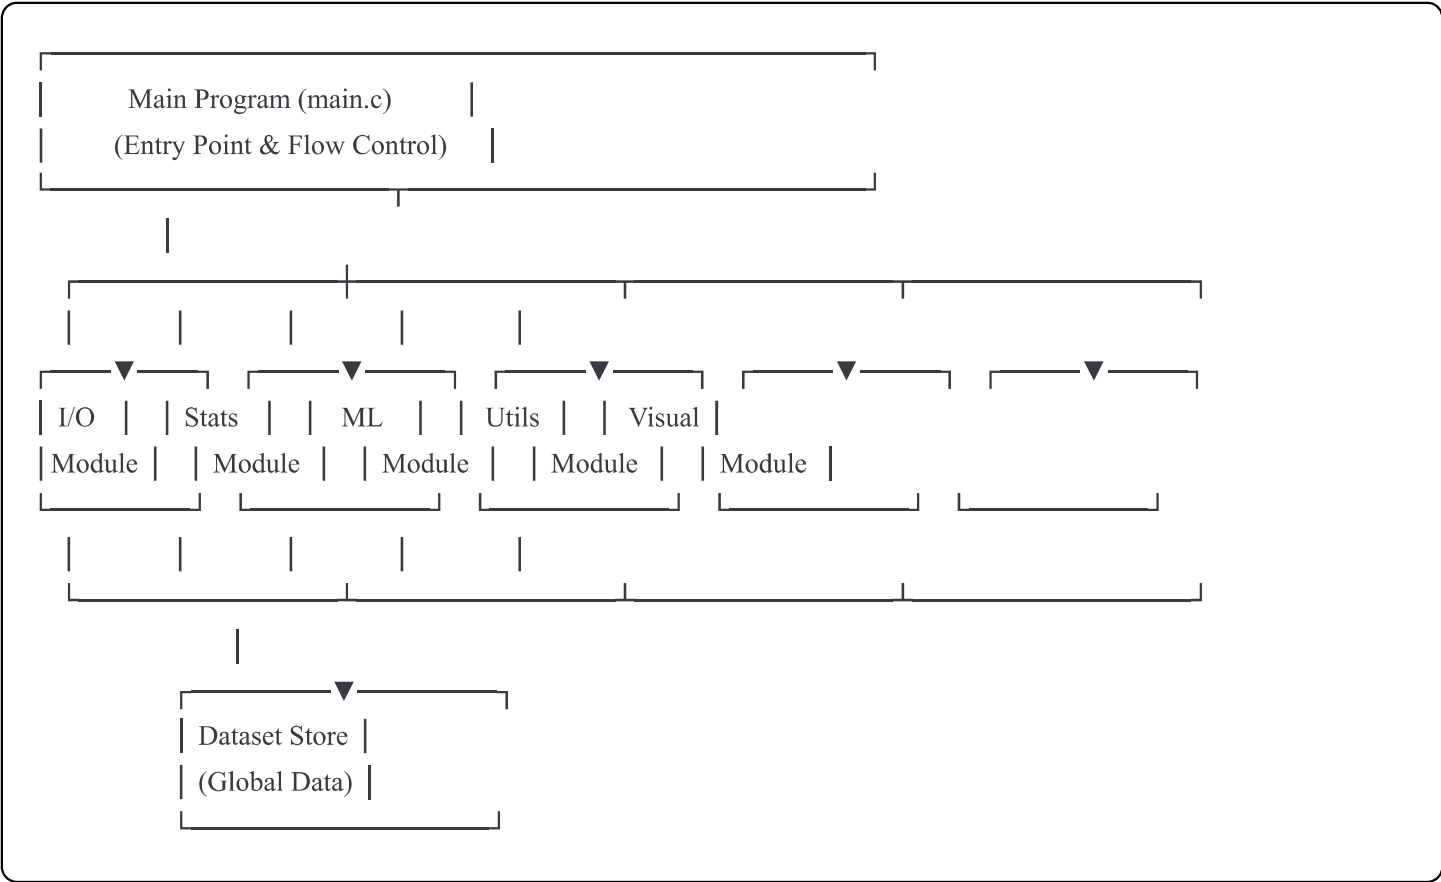 Main Program (main.c)
(Entry Point & Flow Control)
I/O Stats ML Utils Visual
Module Module Module Module Module
Dataset Store
(Global Data)